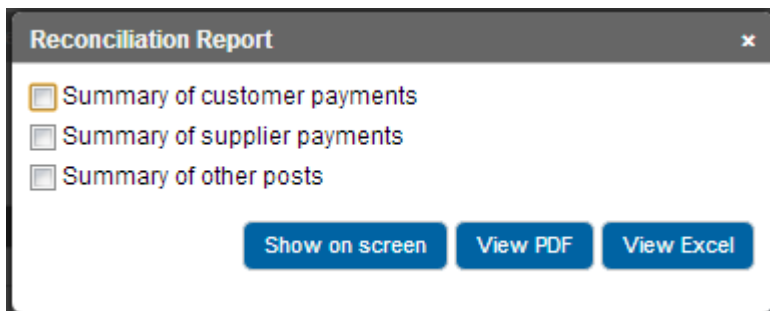 Reconciliation Report ×
Summary of customer payments
Summary of supplier payments
Summary of other posts
Show on screen View PDF View Excel